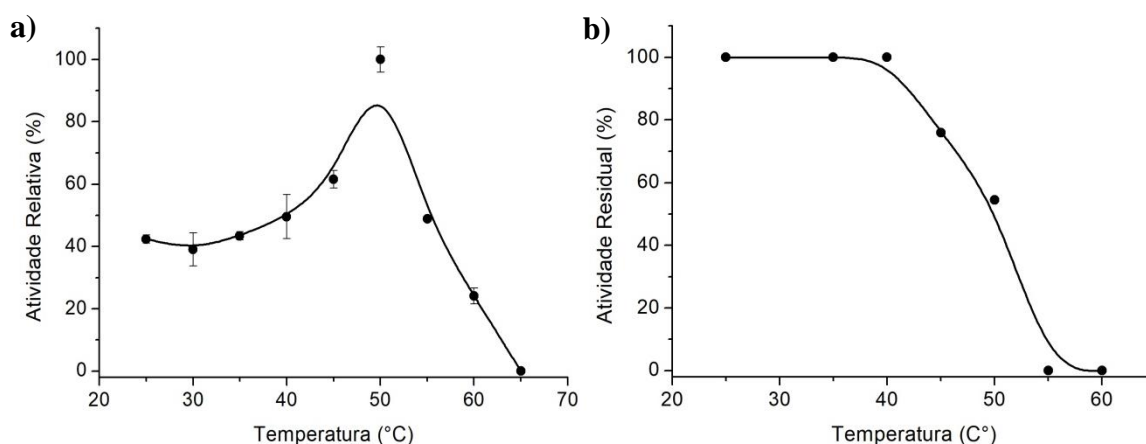 a)
Atividade Relativa (%)
100
80
60
40
20
0
20 30 40 50 60 70
Temperatura (°C)
b)
Atividade Residual (%)
100
80
60
40
20
0
20 30 40 50 60
Temperatura (C°)